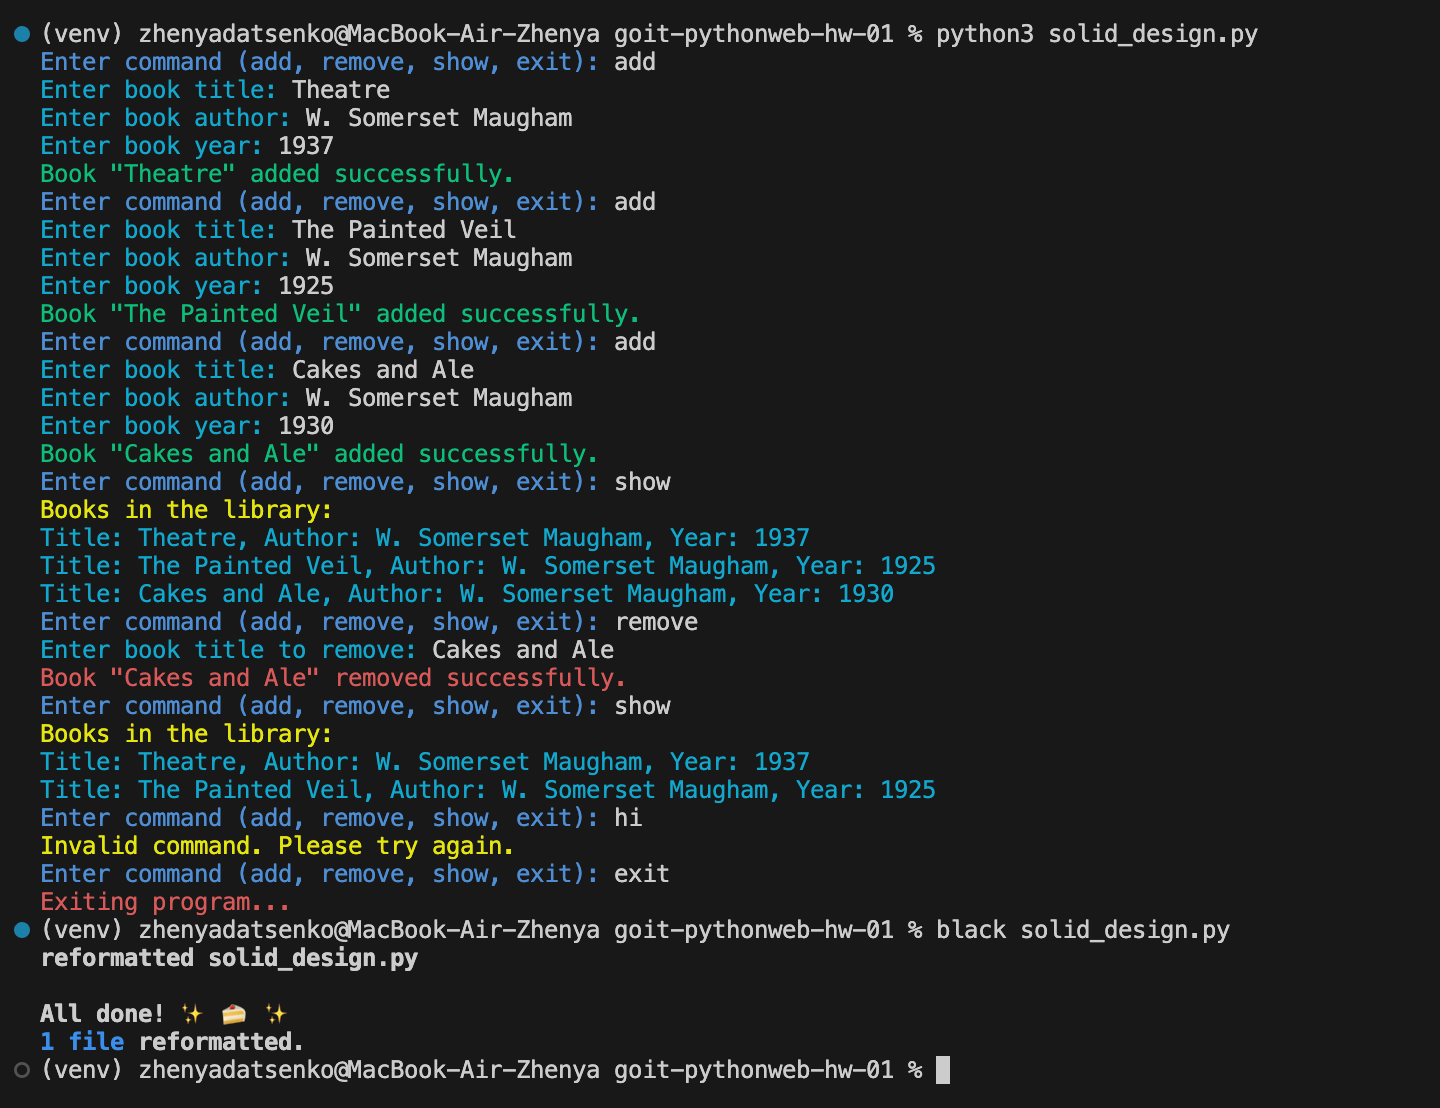 (venv) zhenyadatsenko@MacBook-Air-Zhenya goit-pythonweb-hw-01 % python3 solid_design.py
Enter command (add, remove, show, exit): add
Enter book title: Theatre
Enter book author: W. Somerset Maugham
Enter book year: 1937
Book "Theatre" added successfully.
Enter command (add, remove, show, exit): add
Enter book title: The Painted Veil
Enter book author: W. Somerset Maugham
Enter book year: 1925
Book "The Painted Veil" added successfully.
Enter command (add, remove, show, exit): add
Enter book title: Cakes and Ale
Enter book author: W. Somerset Maugham
Enter book year: 1930
Book "Cakes and Ale" added successfully.
Enter command (add, remove, show, exit): show
Books in the library:
Title: Theatre, Author: W. Somerset Maugham, Year: 1937
Title: The Painted Veil, Author: W. Somerset Maugham, Year: 1925
Title: Cakes and Ale, Author: W. Somerset Maugham, Year: 1930
Enter command (add, remove, show, exit): remove
Enter book title to remove: Cakes and Ale
Book "Cakes and Ale" removed successfully.
Enter command (add, remove, show, exit): show
Books in the library:
Title: Theatre, Author: W. Somerset Maugham, Year: 1937
Title: The Painted Veil, Author: W. Somerset Maugham, Year: 1925
Enter command (add, remove, show, exit): hi
Invalid command. Please try again.
Enter command (add, remove, show, exit): exit
Exiting program...
(venv) zhenyadatsenko@MacBook-Air-Zhenya goit-pythonweb-hw-01 % black solid_design.py
reformatted solid_design.py
All done! ✨ 🍰 ✨
1 file reformatted.
(venv) zhenyadatsenko@MacBook-Air-Zhenya goit-pythonweb-hw-01 %